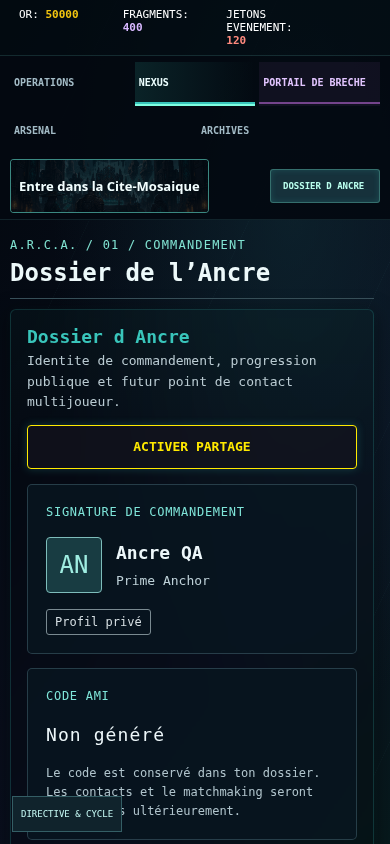 OR: 50000
FRAGMENTS: 400
JETONS EVENEMENT: 120
OPERATIONS
NEXUS
PORTAIL DE BRECHE
ARSENAL
ARCHIVES
Entre dans la Cite-Mosaique
DOSSIER D ANCRE
A.R.C.A. / 01 / COMMANDEMENT
Dossier de l’Ancre
Dossier d Ancre
Identite de commandement, progression
publique et futur point de contact
multijoueur.
ACTIVER PARTAGE
SIGNATURE DE COMMANDEMENT
AN
Ancre QA
Prime Anchor
Profil privé
CODE AMI
Non généré
Le code est conservé dans ton dossier.
Les contacts et le matchmaking seront
ultérieurement.
DIRECTIVE & CYCLE